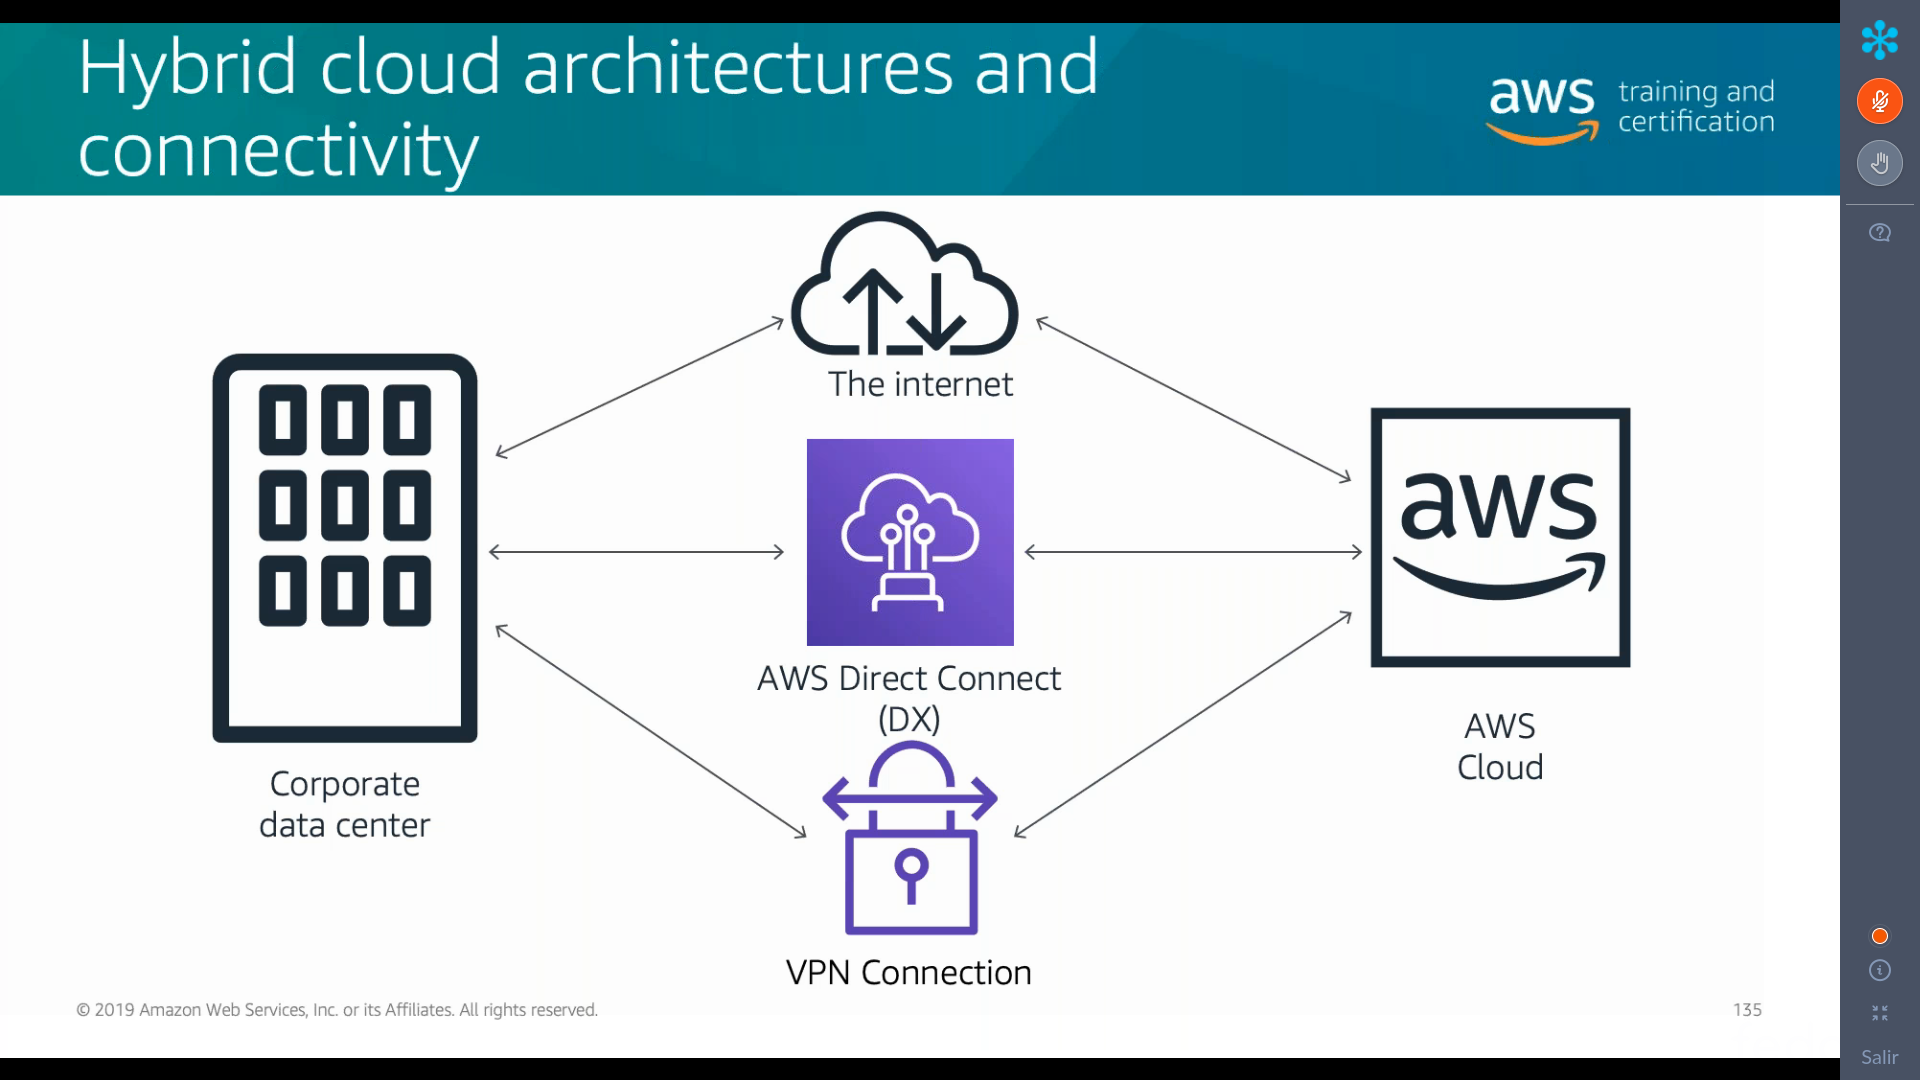 Hybrid cloud architectures and
connectivity
aws training and
certification
The internet
AWS Direct Connect
(DX)
aws
AWS
Cloud
Corporate
data center
VPN Connection
© 2019 Amazon Web Services, Inc. or its Affiliates. All rights reserved.
135
Salir